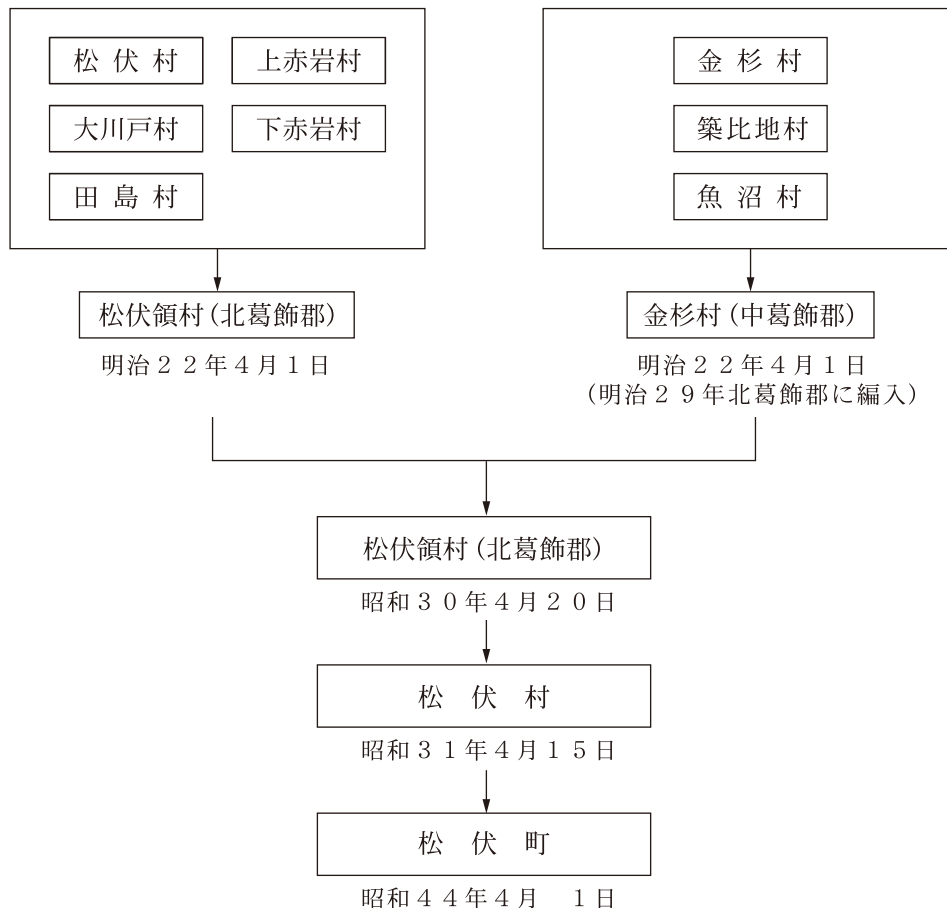 松伏村
上赤岩村
大川戸村
下赤岩村
田島村
金杉村
築比地村
魚沼村
松伏領村(北葛飾郡)
明治２２年４月１日
金杉村(中葛飾郡)
明治２２年４月１日
(明治２９年北葛飾郡に編入)
松伏領村(北葛飾郡)
昭和３０年４月２０日
松伏村
昭和３１年４月１５日
松伏町
昭和４４年４月　１日